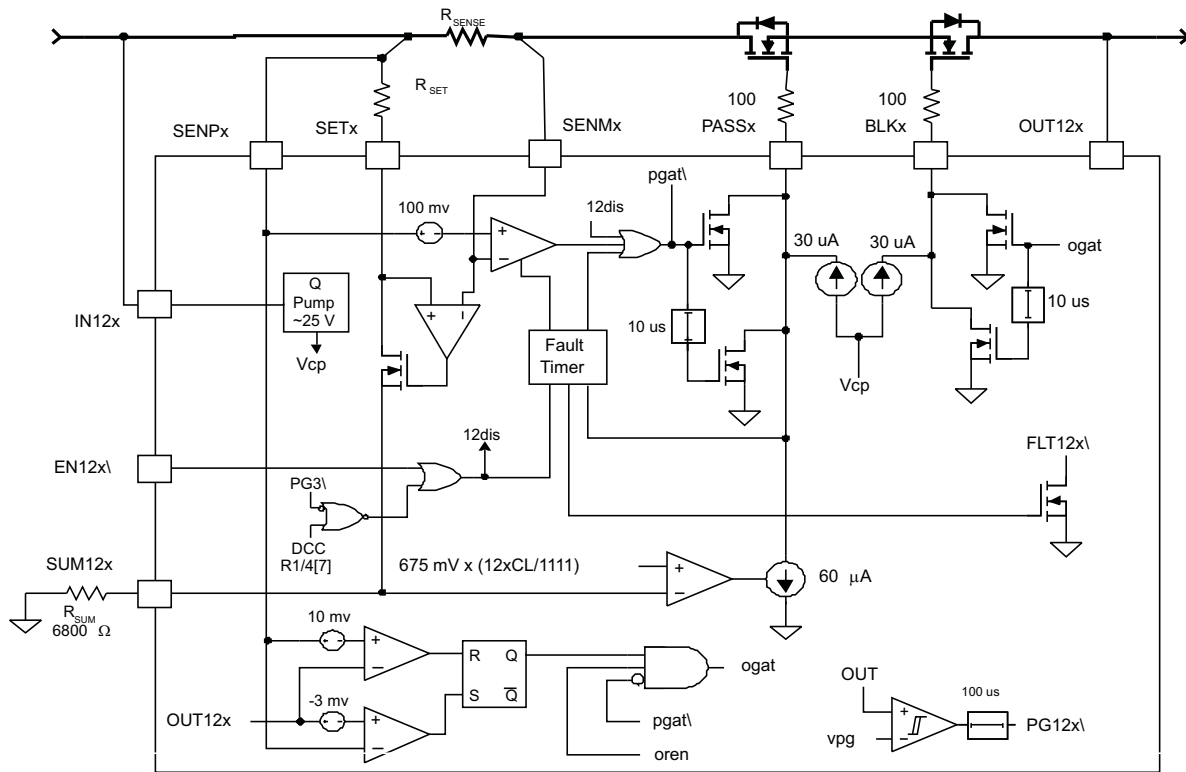 R SENSE
R SET
100
100
SENPx
SETx
SENMx
PASSx
BLKx
OUT12x
pgat\
100 mv
12dis
+
−
30 uA
30 uA
ogat
Q
Pump
~25 V
IN12x
+
−
10 us
10 us
Fault
Timer
Vcp
Vcp
12dis
FLT12x\
EN12x\
PG3\
DCC
R1/4[7]
SUM12x
675 mV x (12xCL/1111)
+
−
60 μA
R SUM
6800 Ω
10 mv
+
−
R
Q
S
Q
ogat
-3 mv
+
−
OUT12x
pgat\
oren
OUT
100 us
+
−
vpg
PG12x\